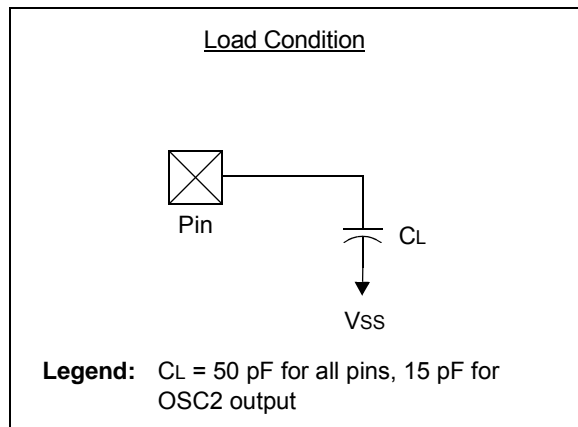 Load Condition
Pin
CL
VSS
Legend: CL = 50 pF for all pins, 15 pF for
OSC2 output